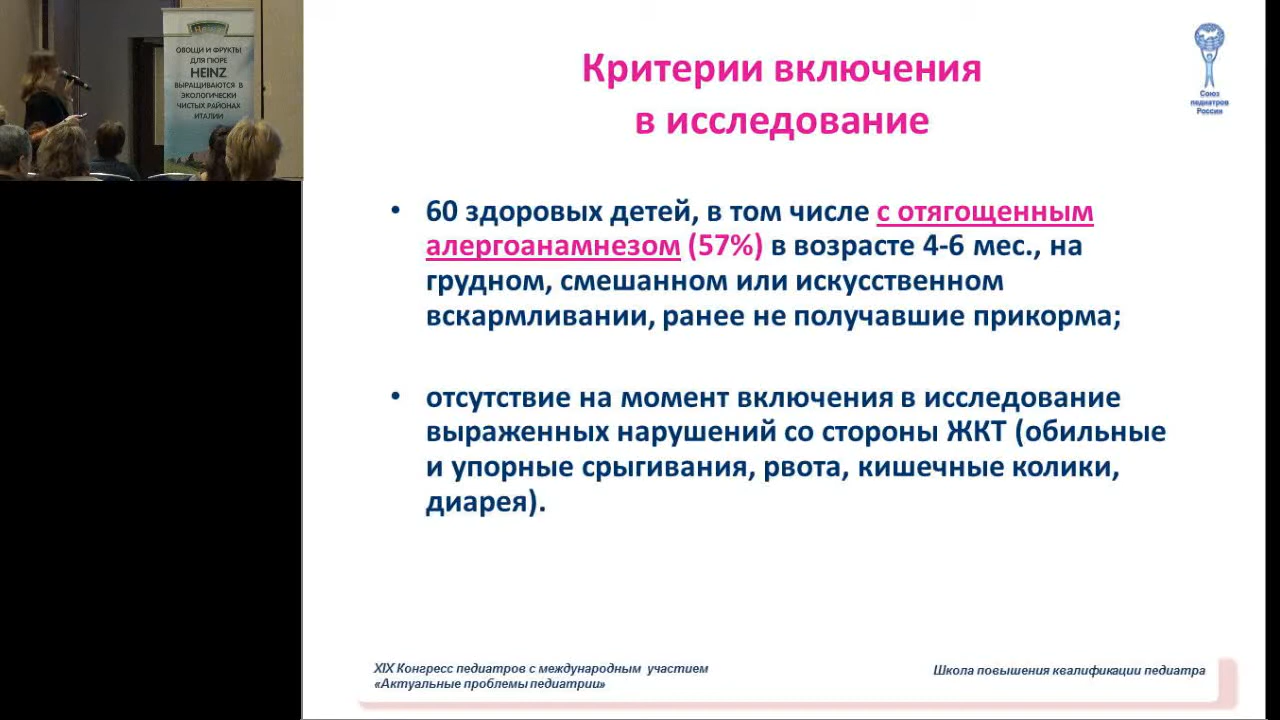 ОВОЩИ И ФРУКТЫ
ДЛЯ ПЮРЕ
HEINZ
ВЫРАЩИВАЮТСЯ В
ЭКОЛОГИЧЕСКИ
ЧИСТЫХ РАЙОНАХ
ИТАЛИИ
Критерии включения
в исследование
Союз
педиатров
России
• 60 здоровых детей, в том числе с отягощенным
алергоанамнезом (57%) в возрасте 4-6 мес., на
грудном, смешанном или искусственном
вскармливании, ранее не получавшие прикорма;
• отсутствие на момент включения в исследование
выраженных нарушений со стороны ЖКТ (обильные
и упорные срыгивания, рвота, кишечные колики,
диарея).
XIX Конгресс педиатров с международным участием
«Актуальные проблемы педиатрии»
Школа повышения квалификации педиатра